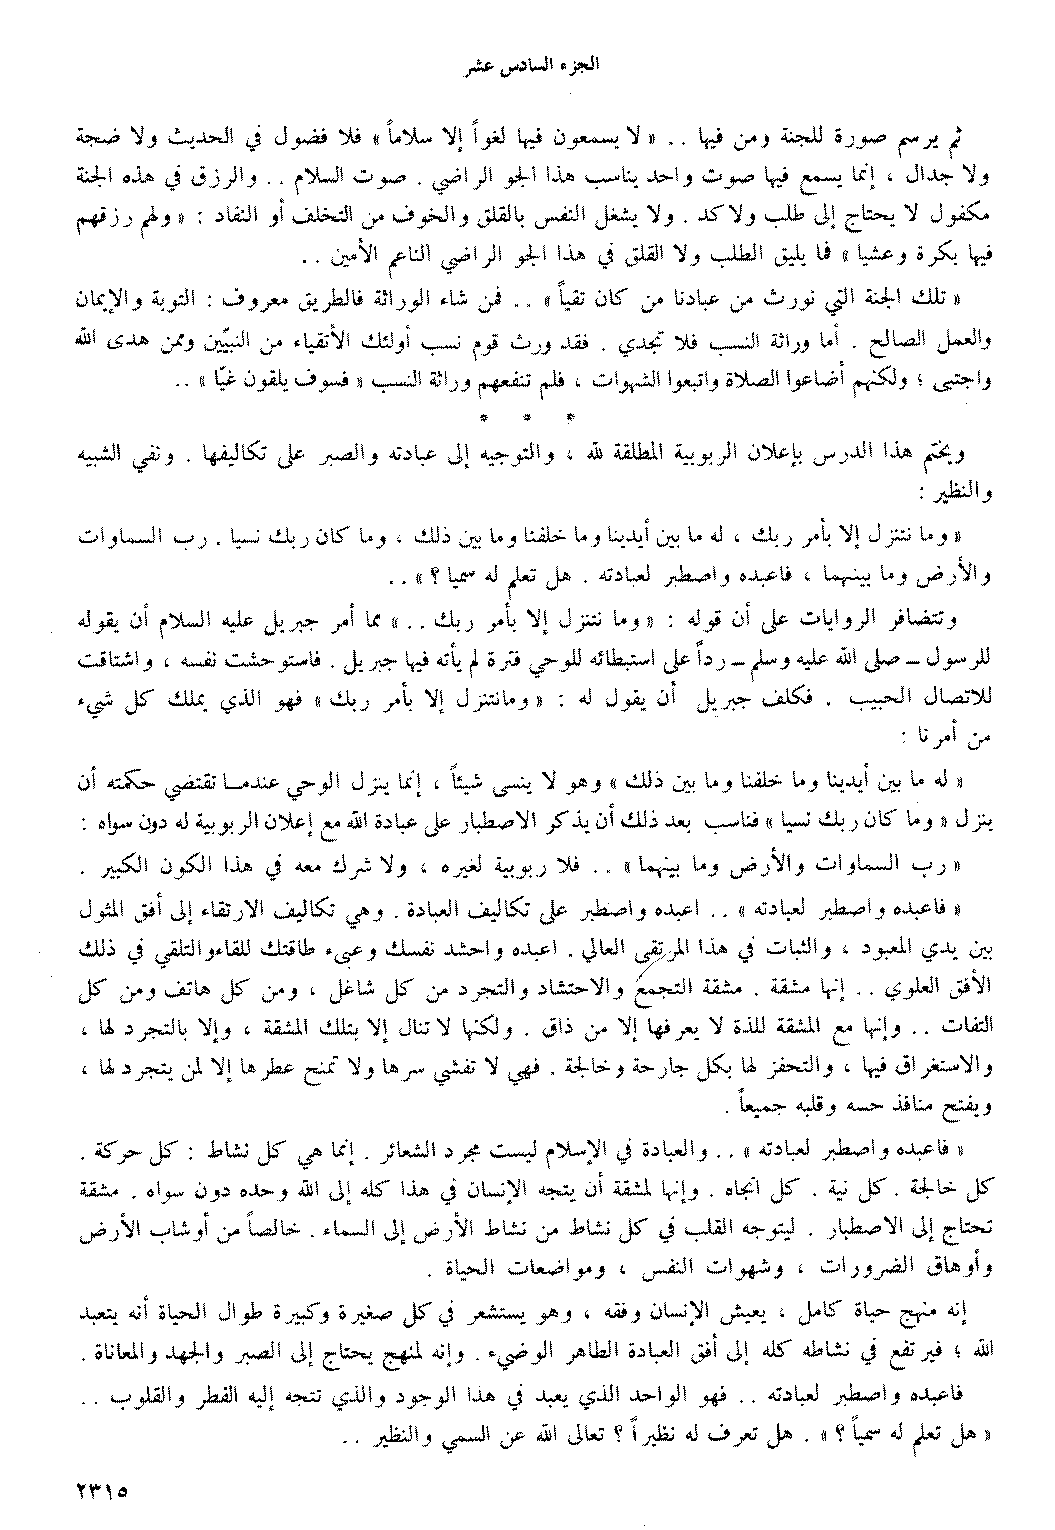 الجزء السادس عشر
ثم يرسم صورة للجنة ومن فيها .. « لا يسمعون فيها لغواً إلا سلاماً » فلا فضول في الحديث ولا ضجة
ولا جدال ، إنما يسمع فيها صوت واحد يناسب هذا الجو الراضي . صوت السلام .. والرزق في هذه الجنة
مكفول لا يحتاج إلى طلب ولا كد . ولا يشغل النفس بالقلق والخوف من التخلف أو النفاد : « ولهم رزقهم
فيها بكرة وعشيا » فما يليق الطلب ولا القلق في هذا الجو الراضي الناعم الأمين ..
« تلك الجنة التي نورث من عبادنا من كان تقياً » .. فمن شاء الوراثة فالطريق معروف : التوبة والإيمان
والعمل الصالح . أما وراثة النسب فلا تجدي . فقد ورث قوم نسب أولئك الأتقياء من النبيّين وممن هدى الله
واجتبى ؛ ولكنهم أضاعوا الصلاة واتبعوا الشهوات ، فلم تنفعهم وراثة النسب « فسوف يلقون غيّا » ..
* * *
ويختم هذا الدرس بإعلان الربوبية المطلقة لله ، والتوجيه إلى عبادته والصبر على تكاليفها . ونفي الشبيه
والنظير :
« وما نتنزل إلا بأمر ربك ، له ما بين أيدينا وما خلفنا وما بين ذلك ، وما كان ربك نسيا . رب السماوات
والأرض وما بينهما ، فاعبده واصطبر لعبادته . هل تعلم له سميا ؟ » ..
وتتضافر الروايات على أن قوله : « وما نتنزل إلا بأمر ربك .. » مما أمر جبريل عليه السلام أن يقوله
للرسول – صلى الله عليه وسلم – رداً على استبطائه للوحي فترة لم يأته فيها جبريل . فاستوحشت نفسه ، واشتاقت
للاتصال الحبيب . فكلف جبريل أن يقول له : « ومانتنزل إلا بأمر ربك » فهو الذي يملك كل شيء
من أمرنا :
« له ما بين أيدينا وما خلفنا وما بين ذلك » وهو لا ينسى شيئاً ، إنما ينزل الوحي عندما تقتضي حكمته أن
ينزل « وما كان ربك نسيا » فناسب بعد ذلك أن يذكر الاصطبار على عبادة الله مع إعلان الربوبية له دون سواه :
« رب السماوات والأرض وما بينهما » .. فلا ربوبية لغيره ، ولا شرك معه في هذا الكون الكبير .
« فاعبده واصطبر لعبادته » .. اعبده واصطبر على تكاليف العبادة . وهي تكاليف الارتقاء إلى أفق المثول
بين يدي المعبود ، والثبات في هذا المرتقى العالي . اعبده واحشد نفسك وعبىء طاقتك للقاءوالتلقي في ذلك
الأفق العلوي .. إنها مشقة . مشقة التجمع والاحتشاد والتجرد من كل شاغل ، ومن كل هاتف ومن كل
التفات .. وإنها مع المشقة للذة لا يعرفها إلا من ذاق . ولكنها لا تنال إلا بتلك المشقة ، وإلا بالتجرد لها ،
والاستغراق فيها ، والتحفز لها بكل جارحة وخالجة . فهي لا تفشي سرها ولا تمنح عطرها إلا لمن يتجرد لها ،
ويفتح منافذ حسه وقلبه جميعاً .
« فاعبده واصطبر لعبادته » .. والعبادة في الإسلام ليست مجرد الشعائر . إنما هي كل نشاط : كل حركة .
كل خالجة . كل نية . كل اتجاه . وإنها لمشقة أن يتجه الإنسان في هذا كله إلى الله وحده دون سواه . مشقة
تحتاج إلى الاصطبار . ليتوجه القلب في كل نشاط من نشاط الأرض إلى السماء . خالصاً من أوشاب الأرض
وأوهاق الضرورات ، وشهوات النفس ، ومواضعات الحياة .
إنه منهج حياة كامل ، يعيش الإنسان وفقه ، وهو يستشعر في كل صغيرة وكبيرة طوال الحياة أنه يتعبد
الله ؛ فيرتفع في نشاطه كله إلى أفق العبادة الطاهر الوضيء . وإنه لمنهج يحتاج إلى الصبر والجهد والمعاناة .
فاعبده واصطبر لعبادته .. فهو الواحد الذي يعبد في هذا الوجود والذي تتجه إليه الفطر والقلوب ..
« هل تعلم له سمياً ؟ » . هل تعرف له نظيراً ؟ تعالى الله عن السمي والنظير ..
٢٣١٥